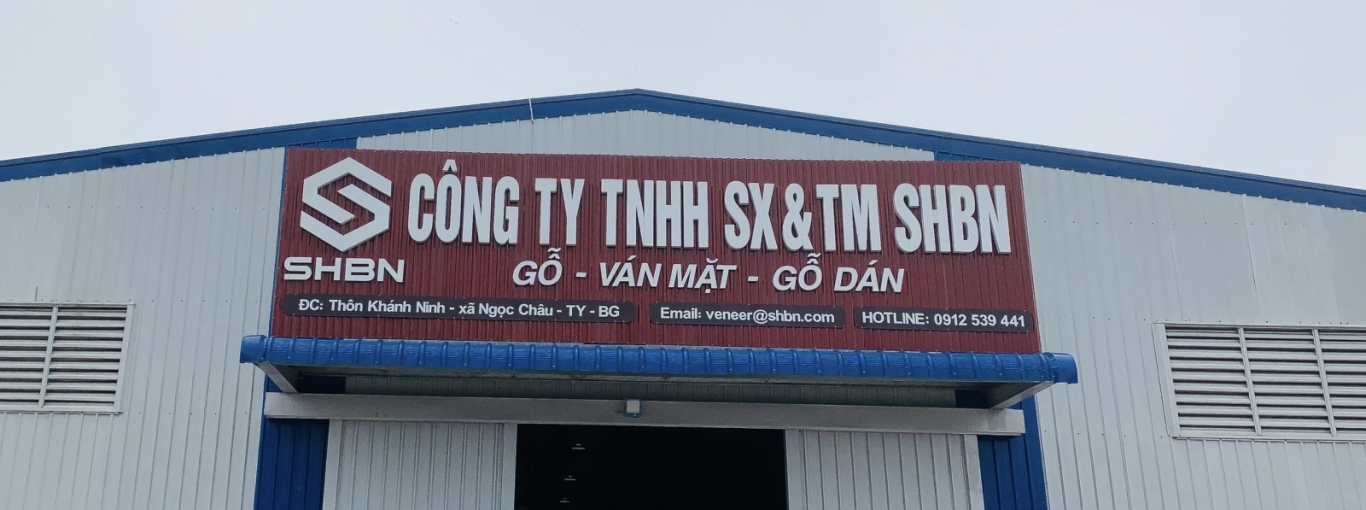 CÔNG TY TNHH SX&TM SHBN
SHBN
GỖ - VÁN MẶT - GỖ DÁN
ĐC: Thôn Khánh Ninh - xã Ngọc Châu - TY - BG
Email: veneer@shbn.com
HOTLINE: 0912 539 441